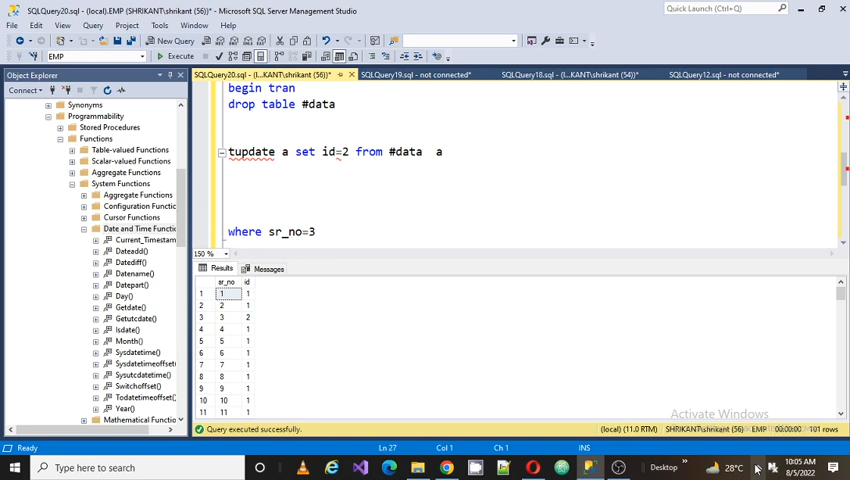 SQLQuery20.sql - (local).EMP (SHRIKANT\shrikant (56))* - Microsoft SQL Server Management Studio
Quick Launch (Ctrl+Q)
File Edit View Query Project Tools Window Help
New Query
EMP
Execute
Object Explorer
Connect
Synonyms
Programmability
Stored Procedures
Functions
Table-valued Functions
Scalar-valued Functions
Aggregate Functions
System Functions
Aggregate Functions
Configuration Functi
Cursor Functions
Date and Time Functio
Current_Timestam
Dateadd()
Datediff()
Datename()
Datepart()
Day()
Getdate()
Getutcdate()
Isdate()
Month()
Sysdatetime()
Sysdatetimeoffset(
Sysutcdatetime()
Switchoffset()
Todatetimeoffset()
Year()
Mathematical Functio
SQLQuery20.sql - (l...KANT\shrikant (56))*
SQLQuery19.sql - not connected*
SQLQuery18.sql - (l...KANT\shrikant (54))*
SQLQuery12.sql - not connected*
begin tran
drop table #data
tupdate a set id=2 from #data a
where sr_no=3
150 %
Results Messages
sr_no id
1 1 1
2 2 1
3 3 2
4 4 1
5 5 1
6 6 1
7 7 1
8 8 1
9 9 1
10 10 1
11 11 1
Activate Windows
Query executed successfully.
(local) (11.0 RTM) SHRIKANT\shrikant (56) EMP 00:00:00 101 rows
Ready Ln 27 Col 1 Ch 1 INS
Type here to search
Desktop
28°C
10:05 AM
8/5/2022